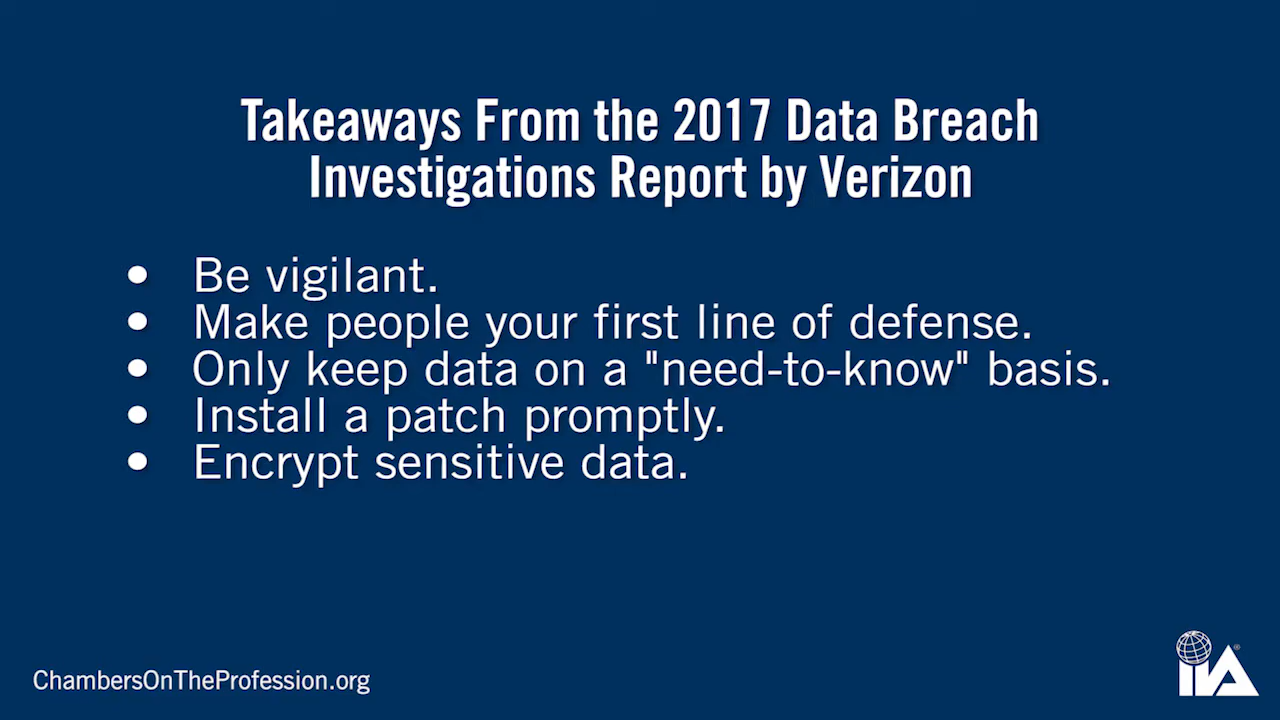 Takeaways From the 2017 Data Breach
Investigations Report by Verizon
• Be vigilant.
• Make people your first line of defense.
• Only keep data on a "need-to-know" basis.
• Install a patch promptly.
• Encrypt sensitive data.
ChambersOnTheProfession.org
IIA®